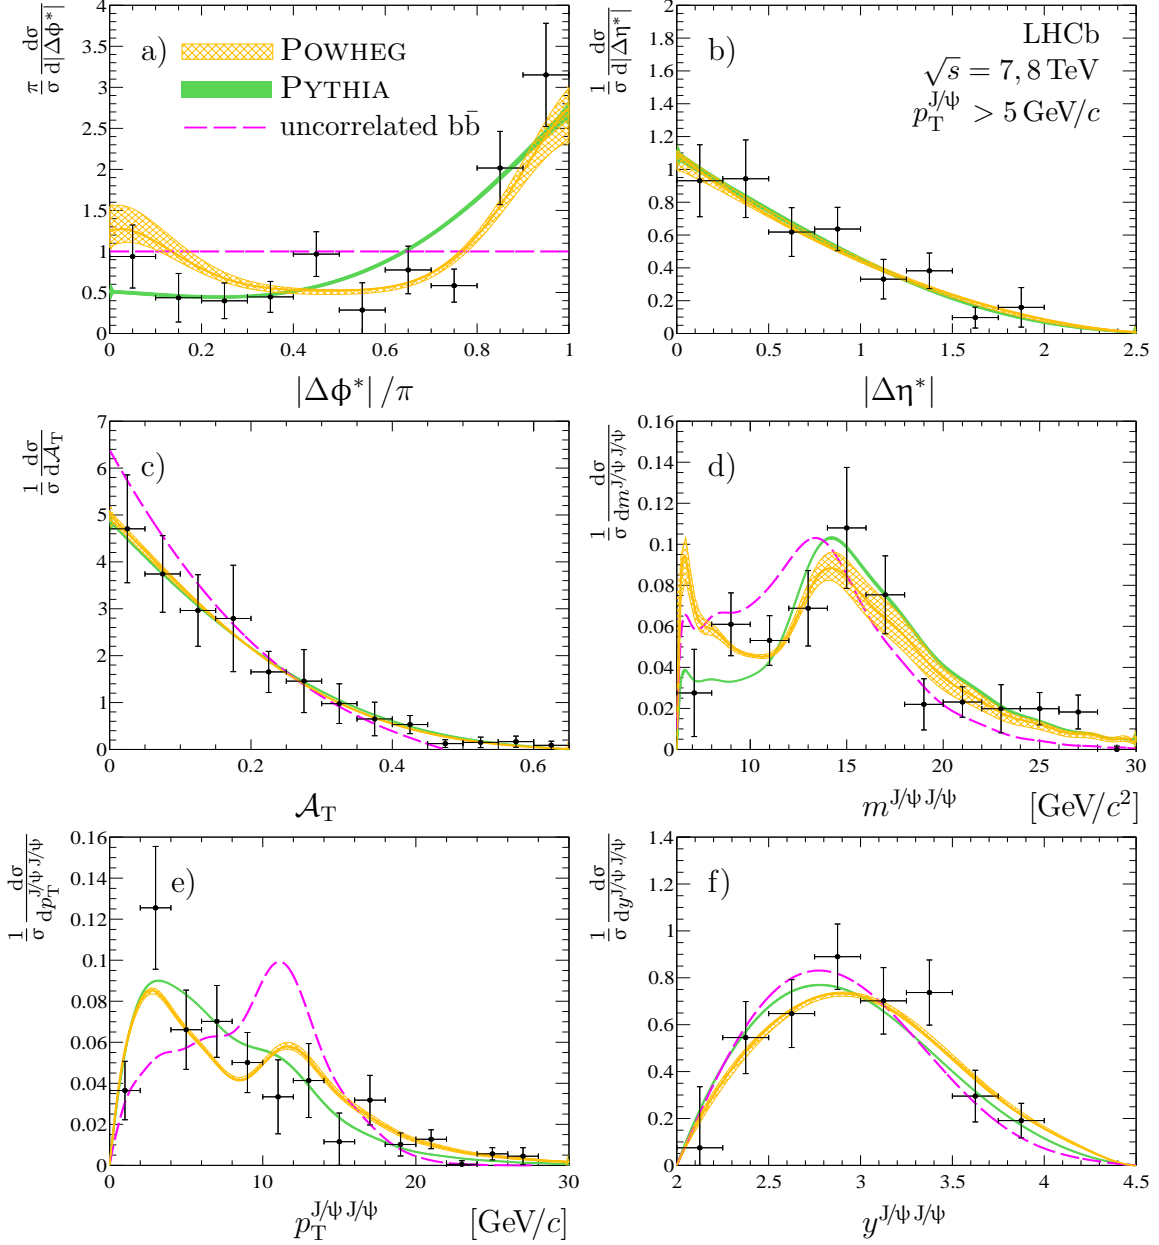 π/σ dσ/d|Δϕ*|
4
3.5
3
2.5
2
1.5
1
0.5
0
a)
POWHEG
PYTHIA
uncorrelated bb̄
0 0.2 0.4 0.6 0.8 1
|Δϕ*|/π
1/σ dσ/d|Δη*|
2
1.8
1.6
1.4
1.2
1
0.8
0.6
0.4
0.2
0
b)
LHCb
√s = 7, 8 TeV
p_T^{J/ψ} > 5 GeV/c
0 0.5 1 1.5 2 2.5
|Δη*|
1/σ dσ/d𝒜_T
7
6
5
4
3
2
1
0
c)
0 0.2 0.4 0.6
𝒜_T
1/σ dσ/dm^{J/ψ J/ψ}
0.16
0.14
0.12
0.1
0.08
0.06
0.04
0.02
0
d)
10 15 20 25 30
m^{J/ψ J/ψ} [GeV/c²]
1/σ dσ/dp_T^{J/ψ J/ψ}
0.16
0.14
0.12
0.1
0.08
0.06
0.04
0.02
0
e)
0 10 20 30
p_T^{J/ψ J/ψ} [GeV/c]
1/σ dσ/dy^{J/ψ J/ψ}
1.4
1.2
1
0.8
0.6
0.4
0.2
0
f)
2 2.5 3 3.5 4 4.5
y^{J/ψ J/ψ}